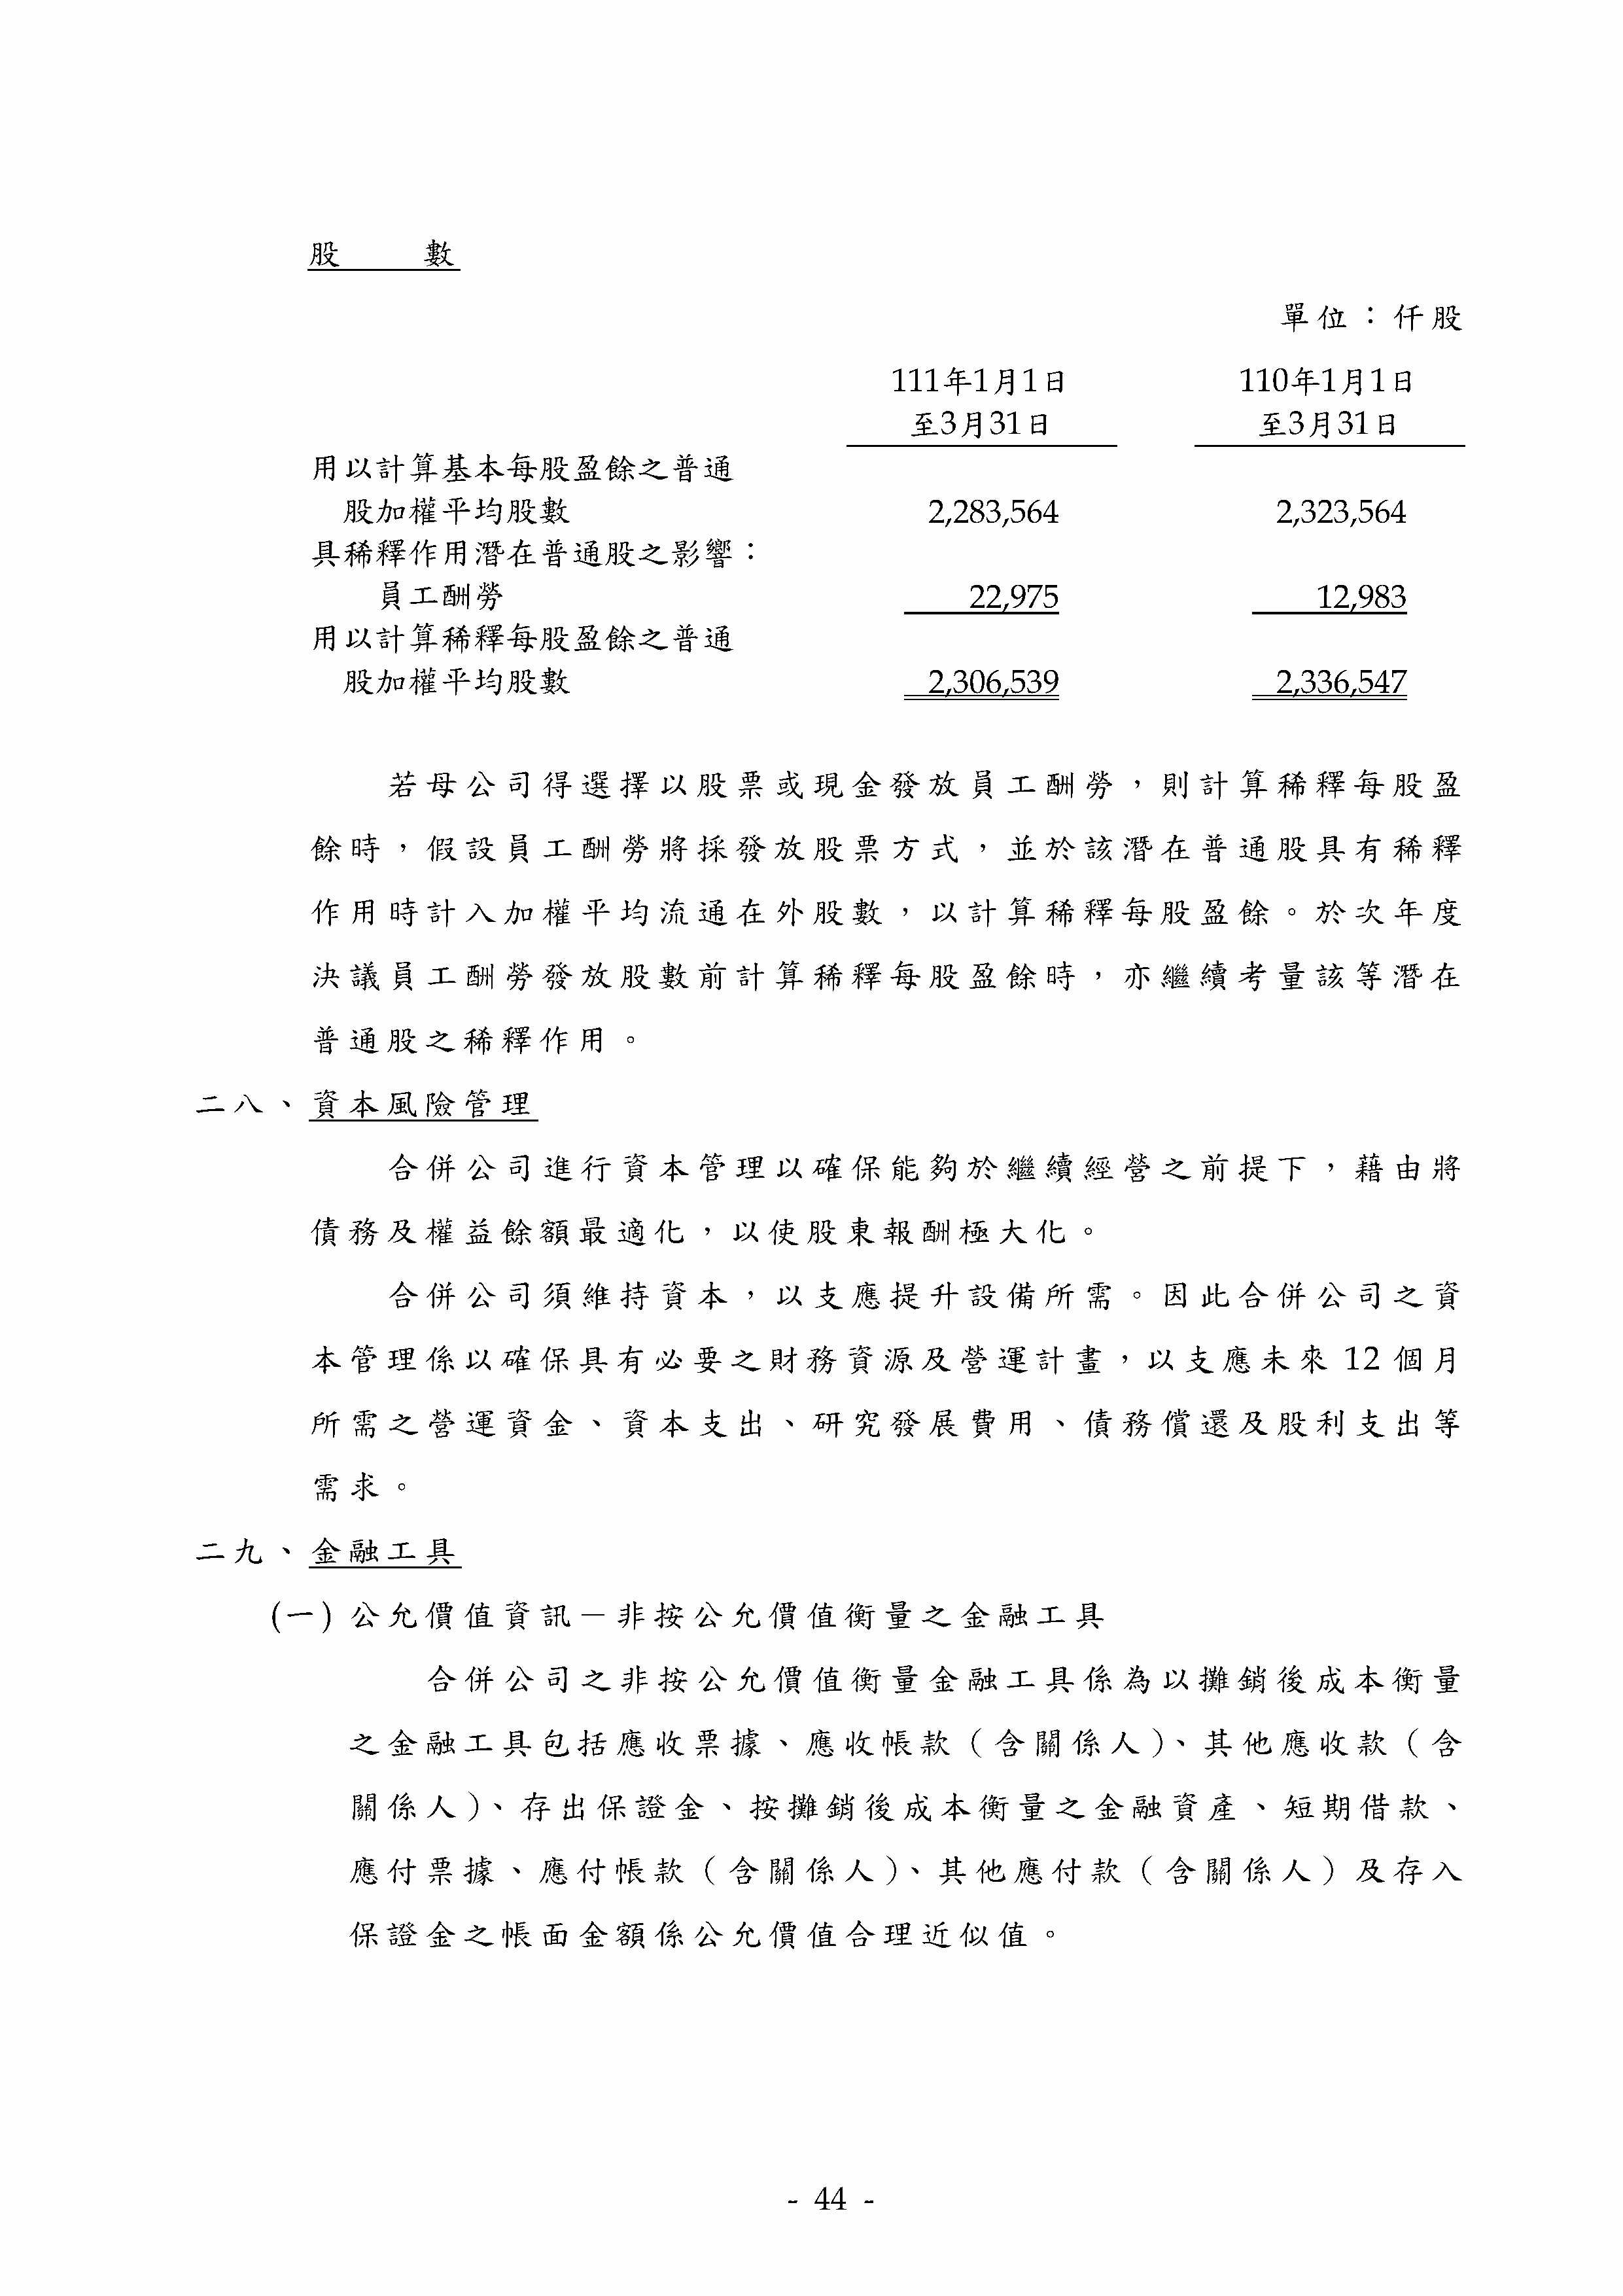 股數
單位：仟股
111年1月1日 110年1月1日
至3月31日 至3月31日
用以計算基本每股盈餘之普通
股加權平均股數 2,283,564 2,323,564
具稀釋作用潛在普通股之影響：
員工酬勞 22,975 12,983
用以計算稀釋每股盈餘之普通
股加權平均股數 2,306,539 2,336,547
若母公司得選擇以股票或現金發放員工酬勞，則計算稀釋每股盈
餘時，假設員工酬勞將採發放股票方式，並於該潛在普通股具有稀釋
作用時計入加權平均流通在外股數，以計算稀釋每股盈餘。於次年度
決議員工酬勞發放股數前計算稀釋每股盈餘時，亦繼續考量該等潛在
普通股之稀釋作用。
二八、資本風險管理
合併公司進行資本管理以確保能夠於繼續經營之前提下，藉由將
債務及權益餘額最適化，以使股東報酬極大化。
合併公司須維持資本，以支應提升設備所需。因此合併公司之資
本管理係以確保具有必要之財務資源及營運計畫，以支應未來 12 個月
所需之營運資金、資本支出、研究發展費用、債務償還及股利支出等
需求。
二九、金融工具
(一) 公允價值資訊－非按公允價值衡量之金融工具
合併公司之非按公允價值衡量金融工具係為以攤銷後成本衡量
之金融工具包括應收票據、應收帳款（含關係人）、其他應收款（含
關係人）、存出保證金、按攤銷後成本衡量之金融資產、短期借款、
應付票據、應付帳款（含關係人）、其他應付款（含關係人）及存入
保證金之帳面金額係公允價值合理近似值。
- 44 -